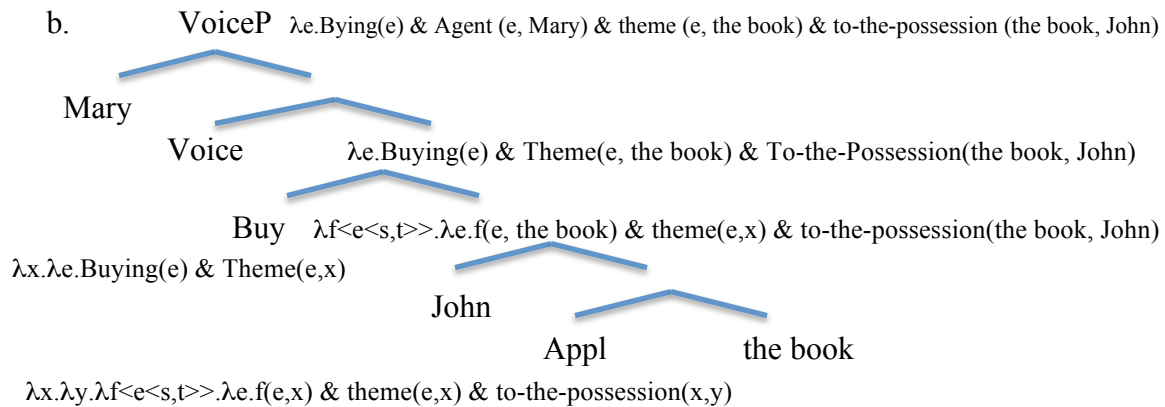 b. VoiceP λe.Bying(e) & Agent (e, Mary) & theme (e, the book) & to-the-possession (the book, John)
Mary
Voice λe.Buying(e) & Theme(e, the book) & To-the-Possession(the book, John)
Buy λf<e<s,t>>.λe.f(e, the book) & theme(e,x) & to-the-possession(the book, John)
λx.λe.Buying(e) & Theme(e,x)
John
Appl the book
λx.λy.λf<e<s,t>>.λe.f(e,x) & theme(e,x) & to-the-possession(x,y)